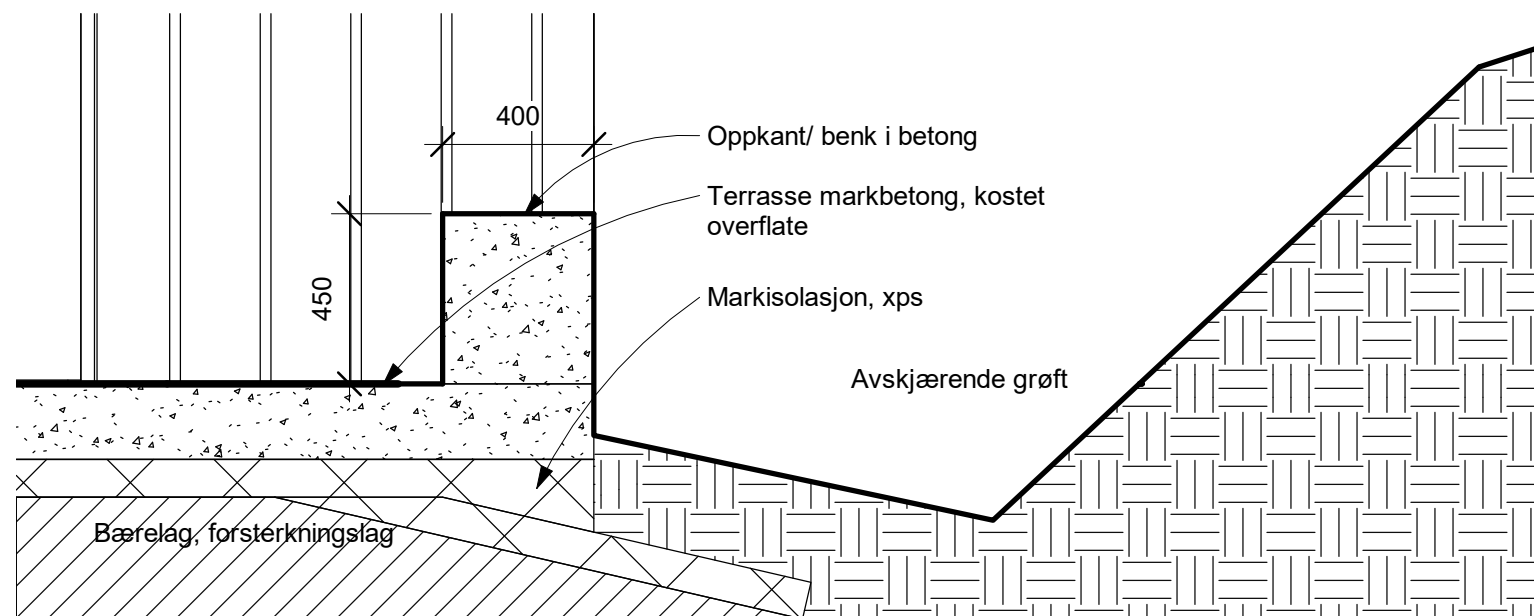 400
Oppkant/ benk i betong
Terrasse markbetong, kostet
overflate
450
Markisolasjon, xps
Avskjærende grøft
Bærelag, forsterkningslag